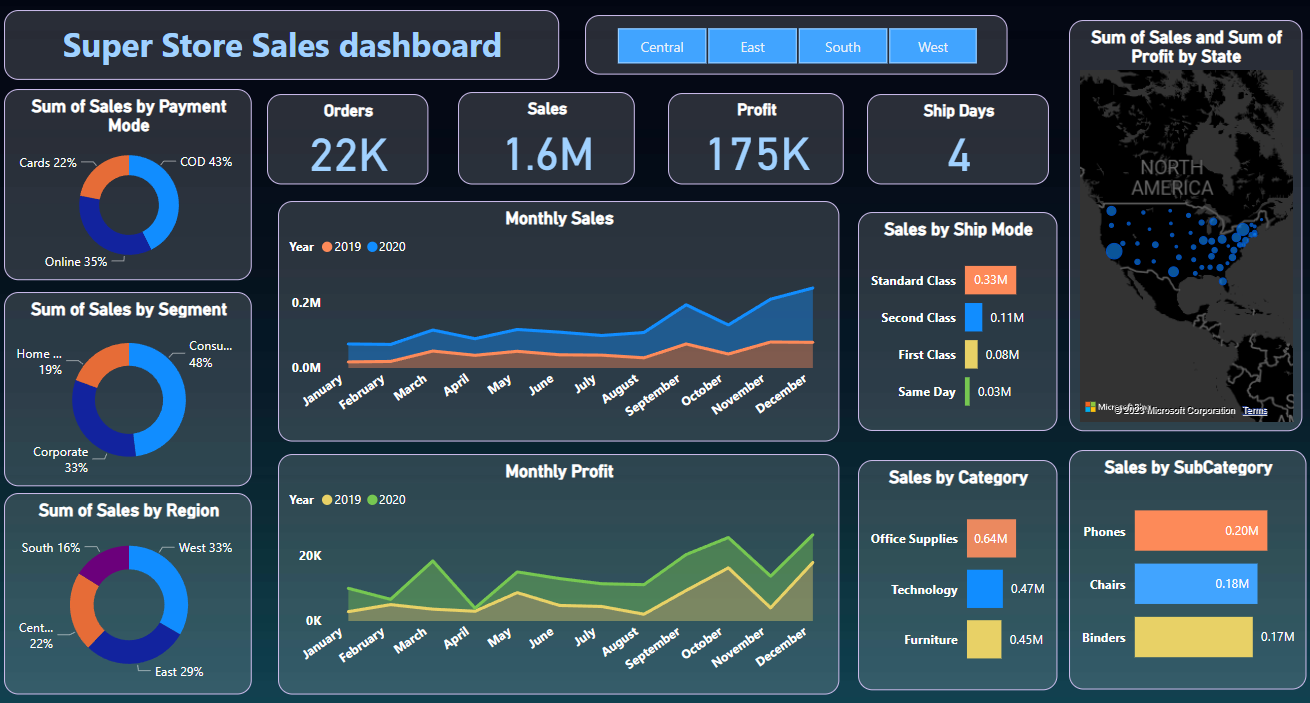 Super Store Sales dashboard
Central
East
South
West
Sum of Sales by Payment
Mode
Cards 22%
COD 43%
Online 35%
Orders
22K
Sales
1.6M
Profit
175K
Ship Days
4
Sum of Sales and Sum of
Profit by State
NORTH
AMERICA
© 2023 Microsoft Corporation
Terms
Monthly Sales
Year 2019 2020
0.2M
0.0M
January
February
March
April
May
June
July
August
September
October
November
December
Sales by Ship Mode
Standard Class 0.33M
Second Class 0.11M
First Class 0.08M
Same Day 0.03M
Sum of Sales by Segment
Home ...
19%
Consu...
48%
Corporate
33%
Monthly Profit
Year 2019 2020
20K
0K
January
February
March
April
May
June
July
August
September
October
November
December
Sales by Category
Office Supplies 0.64M
Technology 0.47M
Furniture 0.45M
Sales by SubCategory
Phones 0.20M
Chairs 0.18M
Binders 0.17M
Sum of Sales by Region
South 16%
West 33%
Cent...
22%
East 29%